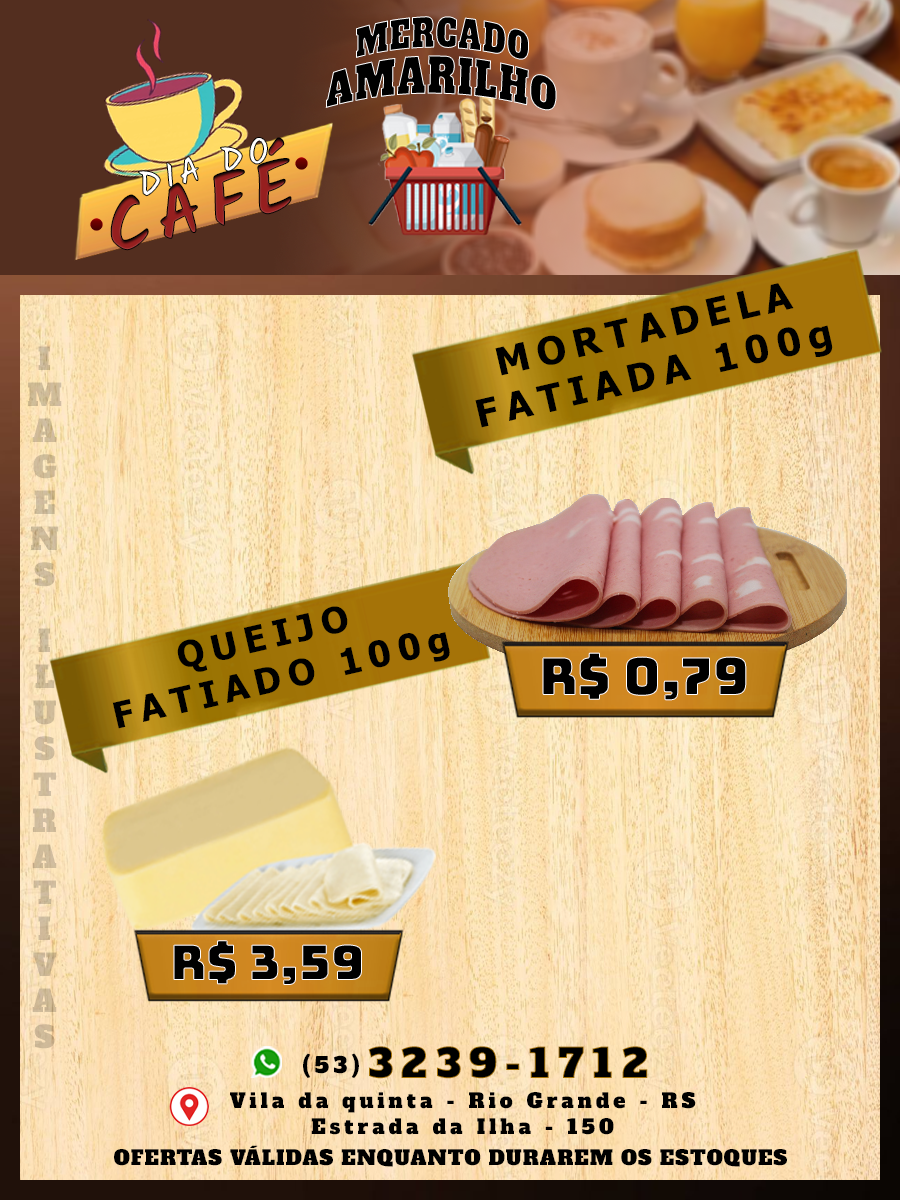 MERCADO
AMARILHO
DIA DO
CAFÉ
MORTADELA
FATIADA 100g
R$ 0,79
QUEIJO
FATIADO 100g
R$ 3,59
IMAGENS ILUSTRATIVAS
(53) 3239-1712
Vila da quinta - Rio Grande - RS
Estrada da Ilha - 150
OFERTAS VÁLIDAS ENQUANTO DURAREM OS ESTOQUES